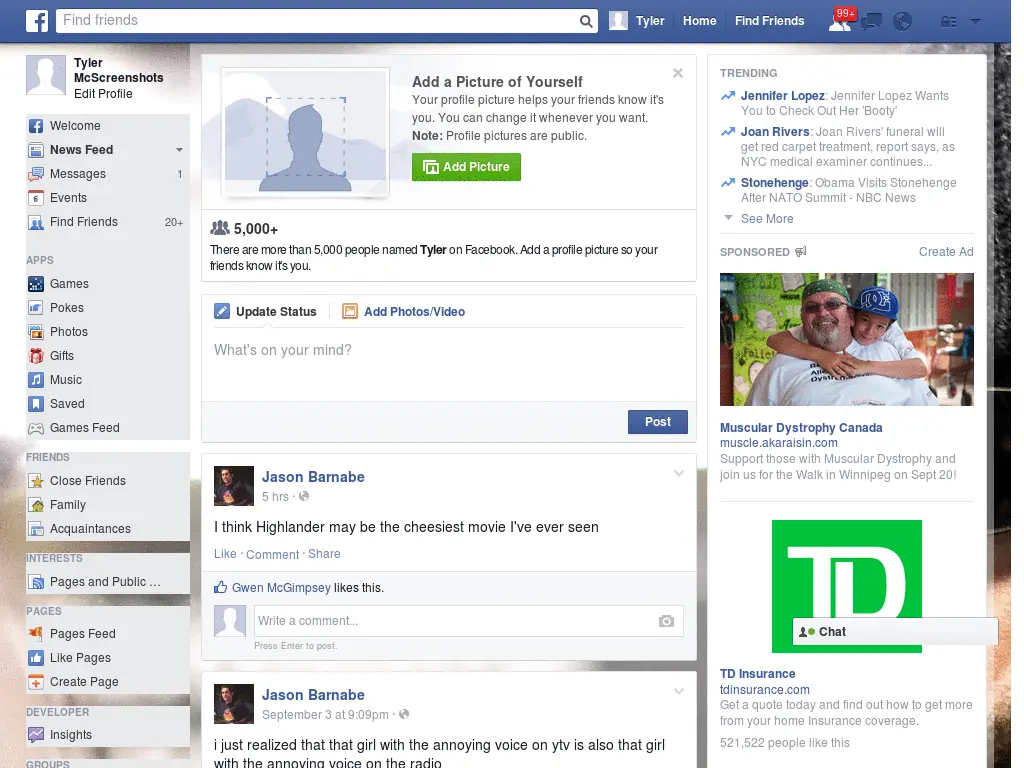 Find friends
Tyler
Home
Find Friends
99+
Tyler
McScreenshots
Edit Profile
Welcome
News Feed
Messages 1
Events
Find Friends 20+
APPS
Games
Pokes
Photos
Gifts
Music
Saved
Games Feed
FRIENDS
Close Friends
Family
Acquaintances
INTERESTS
Pages and Public ...
PAGES
Pages Feed
Like Pages
Create Page
DEVELOPER
Insights
GROUPS
Add a Picture of Yourself
Your profile picture helps your friends know it's
you. You can change it whenever you want.
Note: Profile pictures are public.
Add Picture
5,000+
There are more than 5,000 people named Tyler on Facebook. Add a profile picture so your
friends know it's you.
Update Status
Add Photos/Video
What's on your mind?
Post
Jason Barnabe
5 hrs ·
I think Highlander may be the cheesiest movie I've ever seen
Like · Comment · Share
Gwen McGimpsey likes this.
Write a comment...
Press Enter to post.
Jason Barnabe
September 3 at 9:09pm ·
i just realized that that girl with the annoying voice on ytv is also that girl
with the annoying voice on the radio
TRENDING
Jennifer Lopez: Jennifer Lopez Wants
You to Check Out Her 'Booty'
Joan Rivers: Joan Rivers' funeral will
get red carpet treatment, report says, as
NYC medical examiner continues...
Stonehenge: Obama Visits Stonehenge
After NATO Summit - NBC News
See More
SPONSORED
Create Ad
Muscular Dystrophy Canada
muscle.akaraisin.com
Support those with Muscular Dystrophy and
join us for the Walk in Winnipeg on Sept 20!
TD
Chat
TD Insurance
tdinsurance.com
Get a quote today and find out how to get more
from your home Insurance coverage.
521,522 people like this